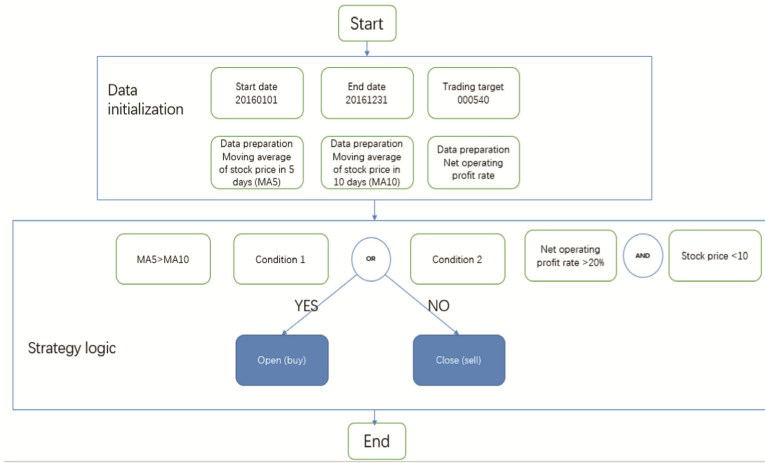 Start
Data
initialization
Start date
20160101
End date
20161231
Trading target
000540
Data preparation
Moving average
of stock price in 5
days (MA5)
Data preparation
Moving average
of stock price in
10 days (MA10)
Data preparation
Net operating
profit rate
MA5>MA10
Condition 1
OR
Condition 2
Net operating
profit rate >20%
AND
Stock price <10
YES
NO
Strategy logic
Open (buy)
Close (sell)
End